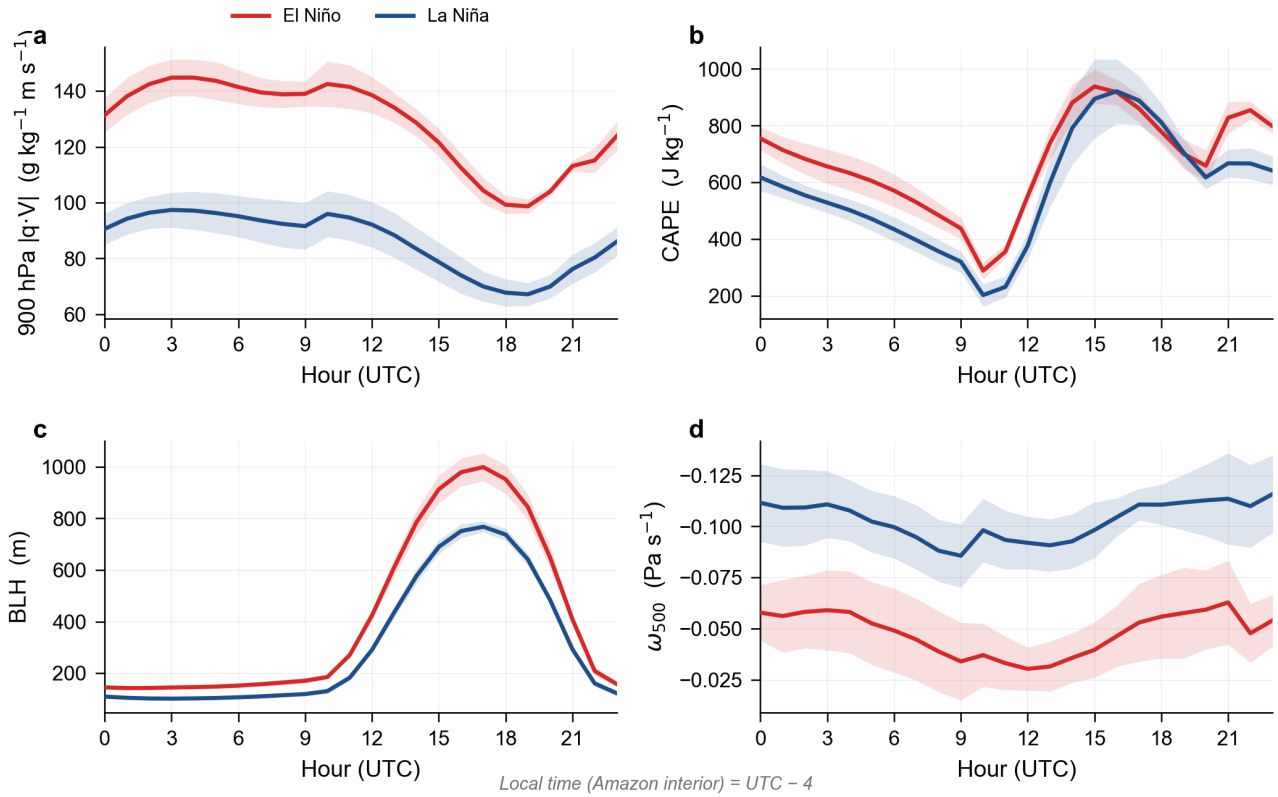 El Niño La Niña
a
900 hPa |q·V| (g kg⁻¹ m s⁻¹)
140
120
100
80
60
0 3 6 9 12 15 18 21
Hour (UTC)
b
CAPE (J kg⁻¹)
1000
800
600
400
200
0 3 6 9 12 15 18 21
Hour (UTC)
c
BLH (m)
1000
800
600
400
200
0 3 6 9 12 15 18 21
Hour (UTC)
d
ω₅₀₀ (Pa s⁻¹)
−0.125
−0.100
−0.075
−0.050
−0.025
0 3 6 9 12 15 18 21
Hour (UTC)
Local time (Amazon interior) = UTC − 4